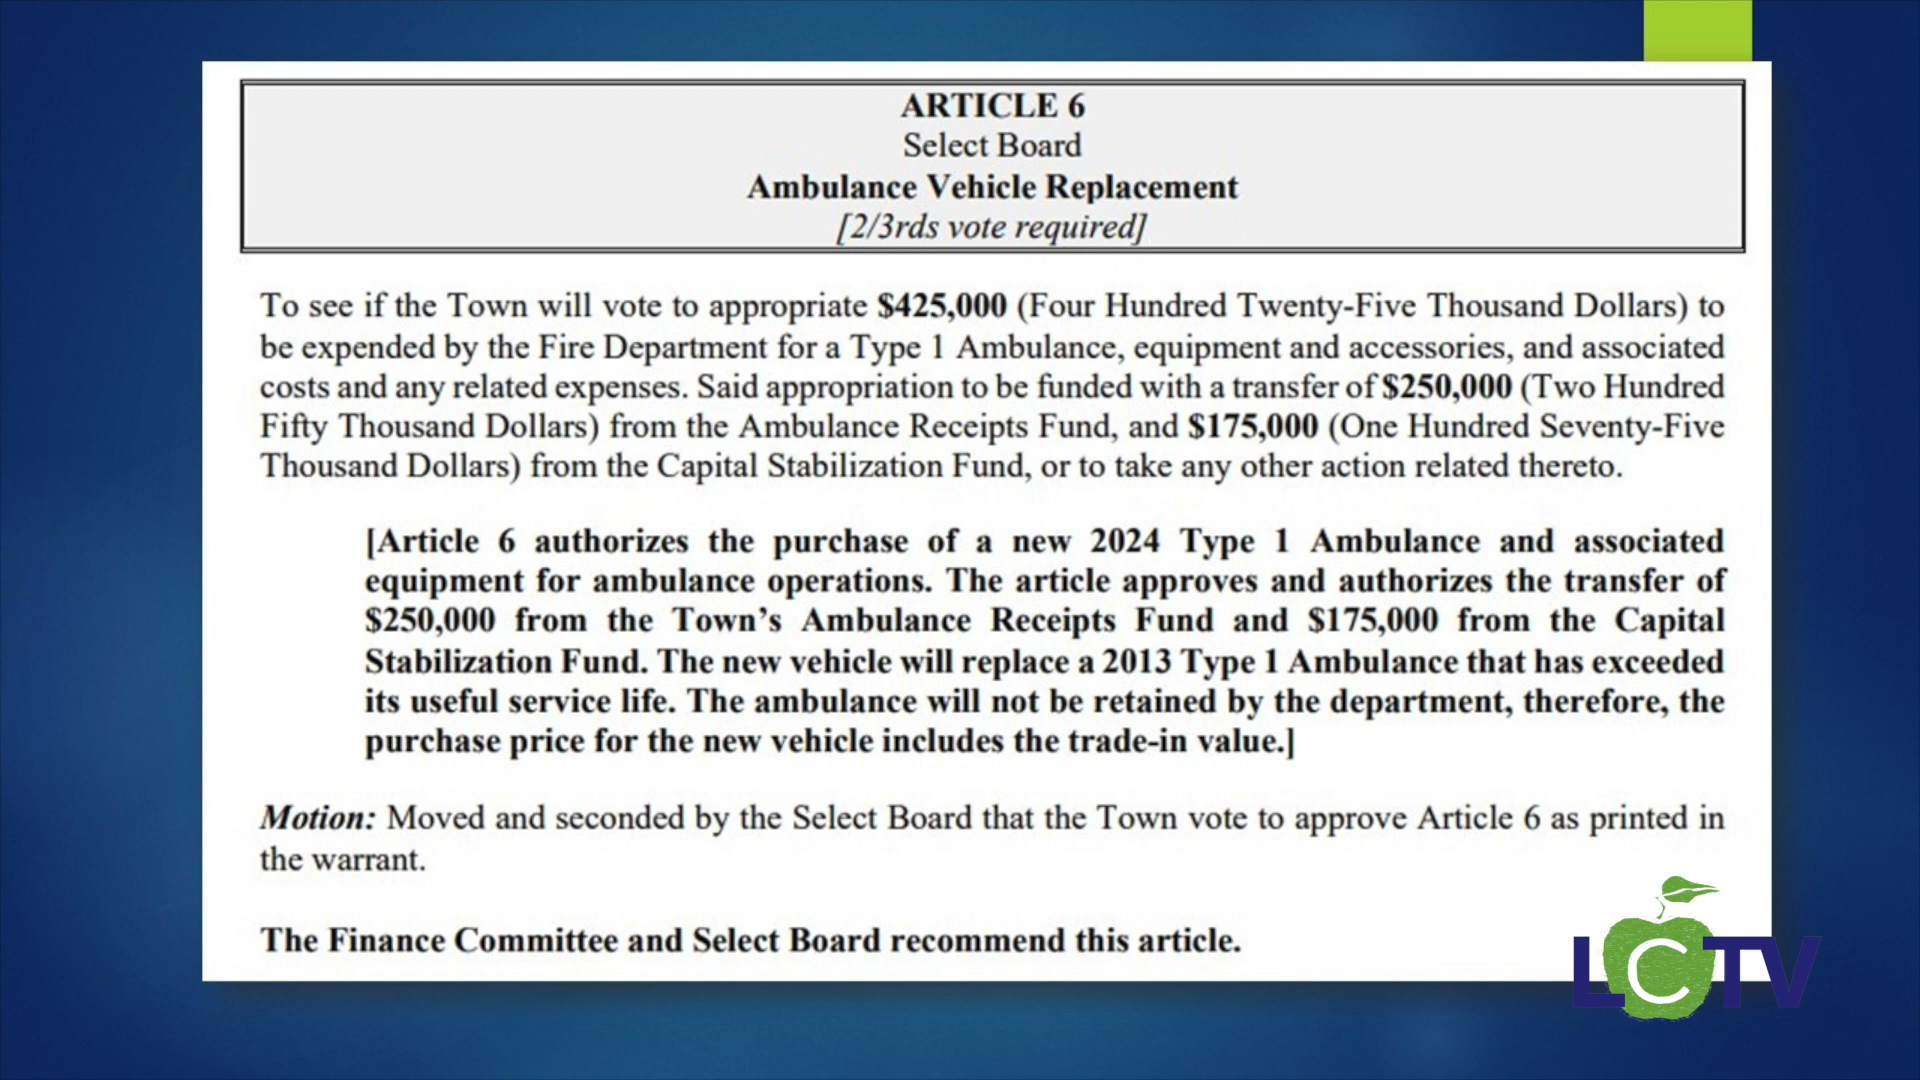 ARTICLE 6
Select Board
Ambulance Vehicle Replacement
[2/3rds vote required]
To see if the Town will vote to appropriate $425,000 (Four Hundred Twenty-Five Thousand Dollars) to
be expended by the Fire Department for a Type 1 Ambulance, equipment and accessories, and associated
costs and any related expenses. Said appropriation to be funded with a transfer of $250,000 (Two Hundred
Fifty Thousand Dollars) from the Ambulance Receipts Fund, and $175,000 (One Hundred Seventy-Five
Thousand Dollars) from the Capital Stabilization Fund, or to take any other action related thereto.
[Article 6 authorizes the purchase of a new 2024 Type 1 Ambulance and associated
equipment for ambulance operations. The article approves and authorizes the transfer of
$250,000 from the Town’s Ambulance Receipts Fund and $175,000 from the Capital
Stabilization Fund. The new vehicle will replace a 2013 Type 1 Ambulance that has exceeded
its useful service life. The ambulance will not be retained by the department, therefore, the
purchase price for the new vehicle includes the trade-in value.]
Motion: Moved and seconded by the Select Board that the Town vote to approve Article 6 as printed in
the warrant.
The Finance Committee and Select Board recommend this article.
LCTV